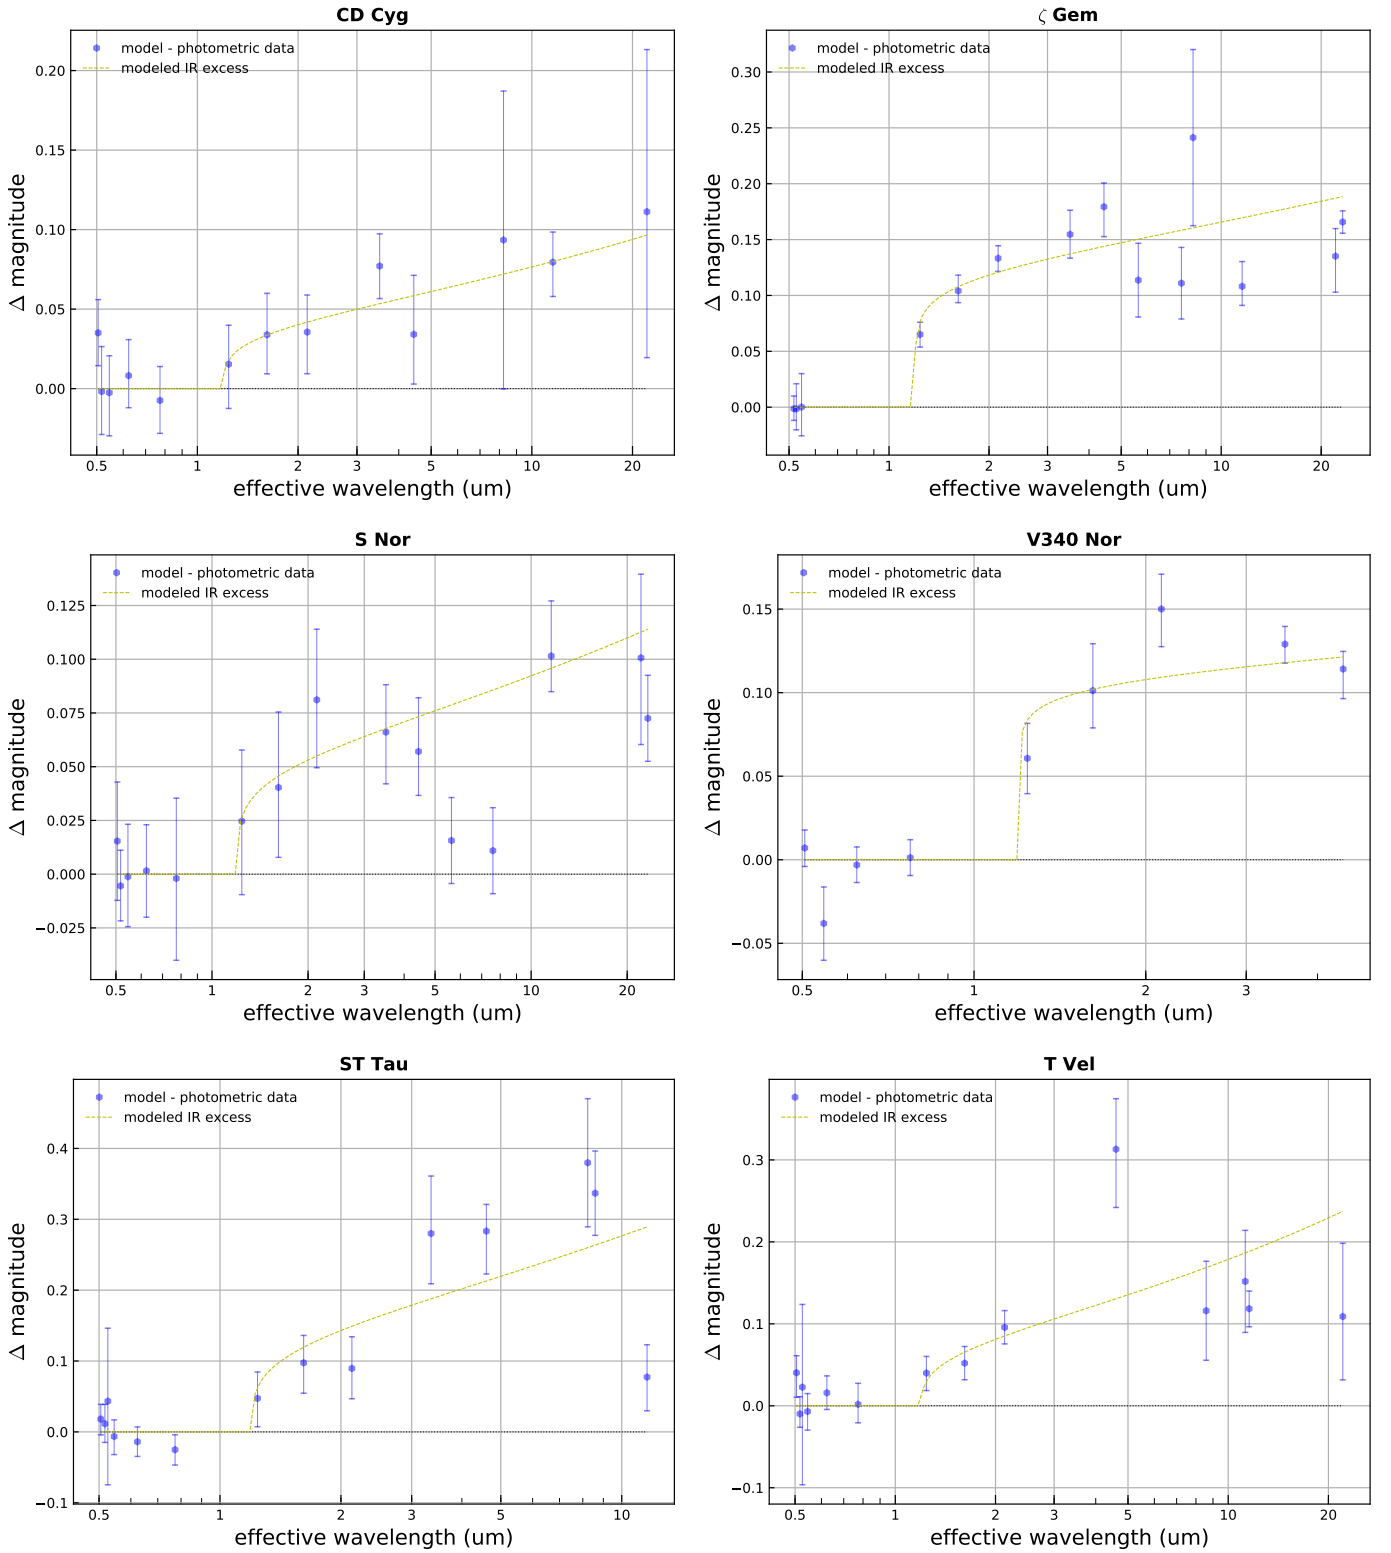 CD Cyg
model - photometric data
modeled IR excess
0.20
0.15
0.10
0.05
0.00
Δ magnitude
0.5 1 2 3 5 10 20
effective wavelength (um)
ζ Gem
model - photometric data
modeled IR excess
0.30
0.25
0.20
0.15
0.10
0.05
0.00
Δ magnitude
0.5 1 2 3 5 10 20
effective wavelength (um)
S Nor
model - photometric data
modeled IR excess
0.125
0.100
0.075
0.050
0.025
0.000
−0.025
Δ magnitude
0.5 1 2 3 5 10 20
effective wavelength (um)
V340 Nor
model - photometric data
modeled IR excess
0.15
0.10
0.05
0.00
−0.05
Δ magnitude
0.5 1 2 3
effective wavelength (um)
ST Tau
model - photometric data
modeled IR excess
0.4
0.3
0.2
0.1
0.0
−0.1
Δ magnitude
0.5 1 2 3 5 10
effective wavelength (um)
T Vel
model - photometric data
modeled IR excess
0.3
0.2
0.1
0.0
−0.1
Δ magnitude
0.5 1 2 3 5 10 20
effective wavelength (um)